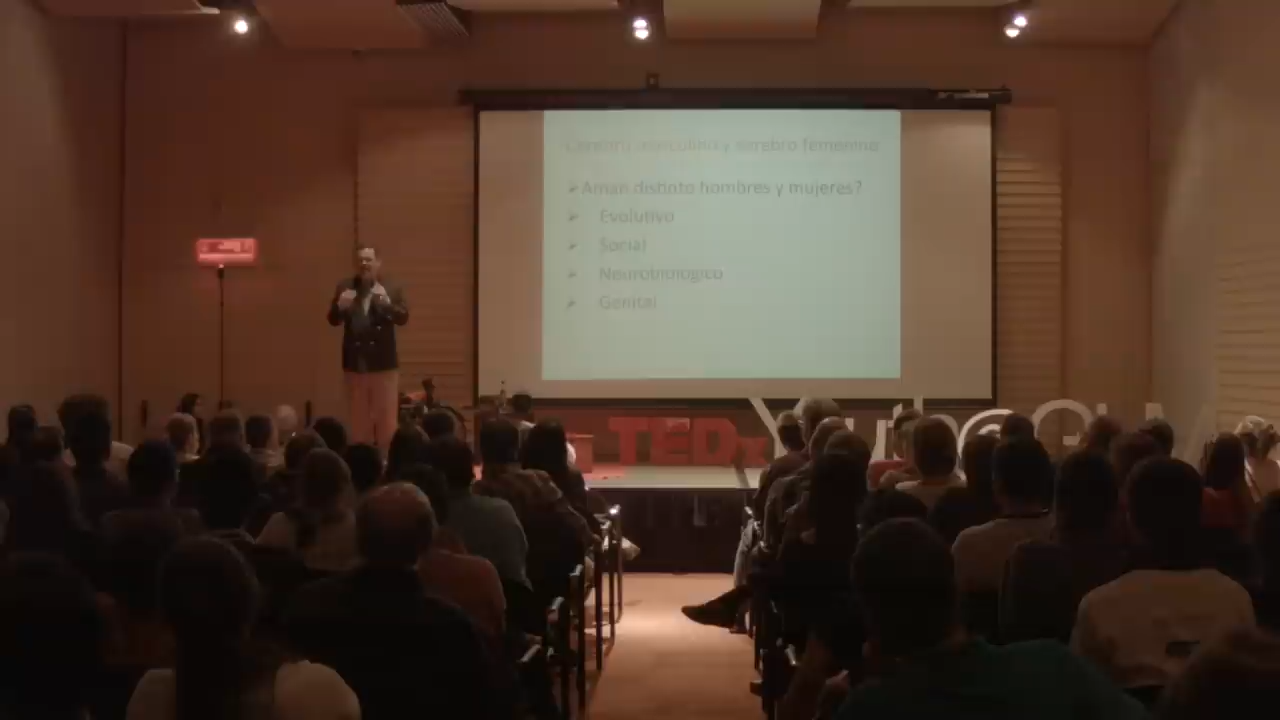 Cerebro masculino y cerebro femenino
➢Aman distinto hombres y mujeres?
➢ Evolutivo
➢ Social
➢ Neurobiológico
➢ Genital
TEDx